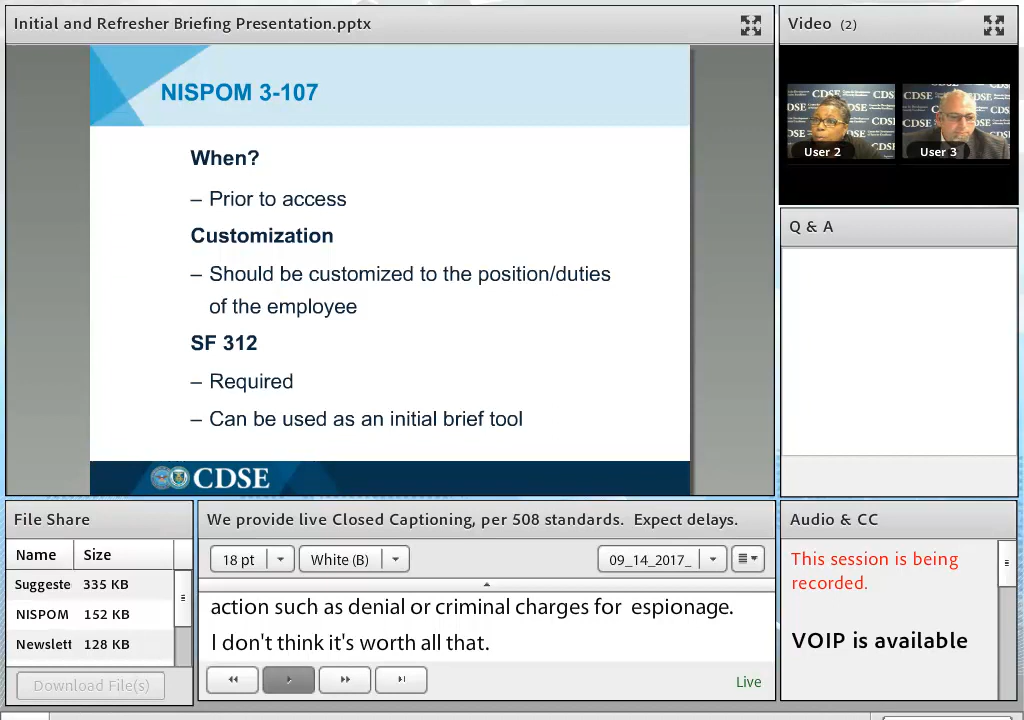 Initial and Refresher Briefing Presentation.pptx
NISPOM 3-107
When?
– Prior to access
Customization
– Should be customized to the position/duties
of the employee
SF 312
– Required
– Can be used as an initial brief tool
CDSE
Video (2)
CDSE
CDSE
User 2
User 3
Q & A
File Share
Name Size
Suggeste 335 KB
NISPOM 152 KB
Newslett 128 KB
Download File(s)
We provide live Closed Captioning, per 508 standards. Expect delays.
18 pt White (B) 09_14_2017_
action such as denial or criminal charges for espionage.
I don't think it's worth all that.
Live
Audio & CC
This session is being
recorded.
VOIP is available